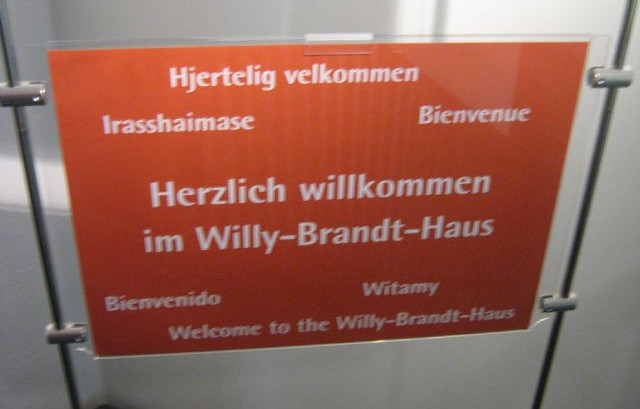 Hjertelig velkommen
Irasshaimase
Bienvenue
Herzlich willkommen
im Willy-Brandt-Haus
Bienvenido
Witamy
Welcome to the Willy-Brandt-Haus